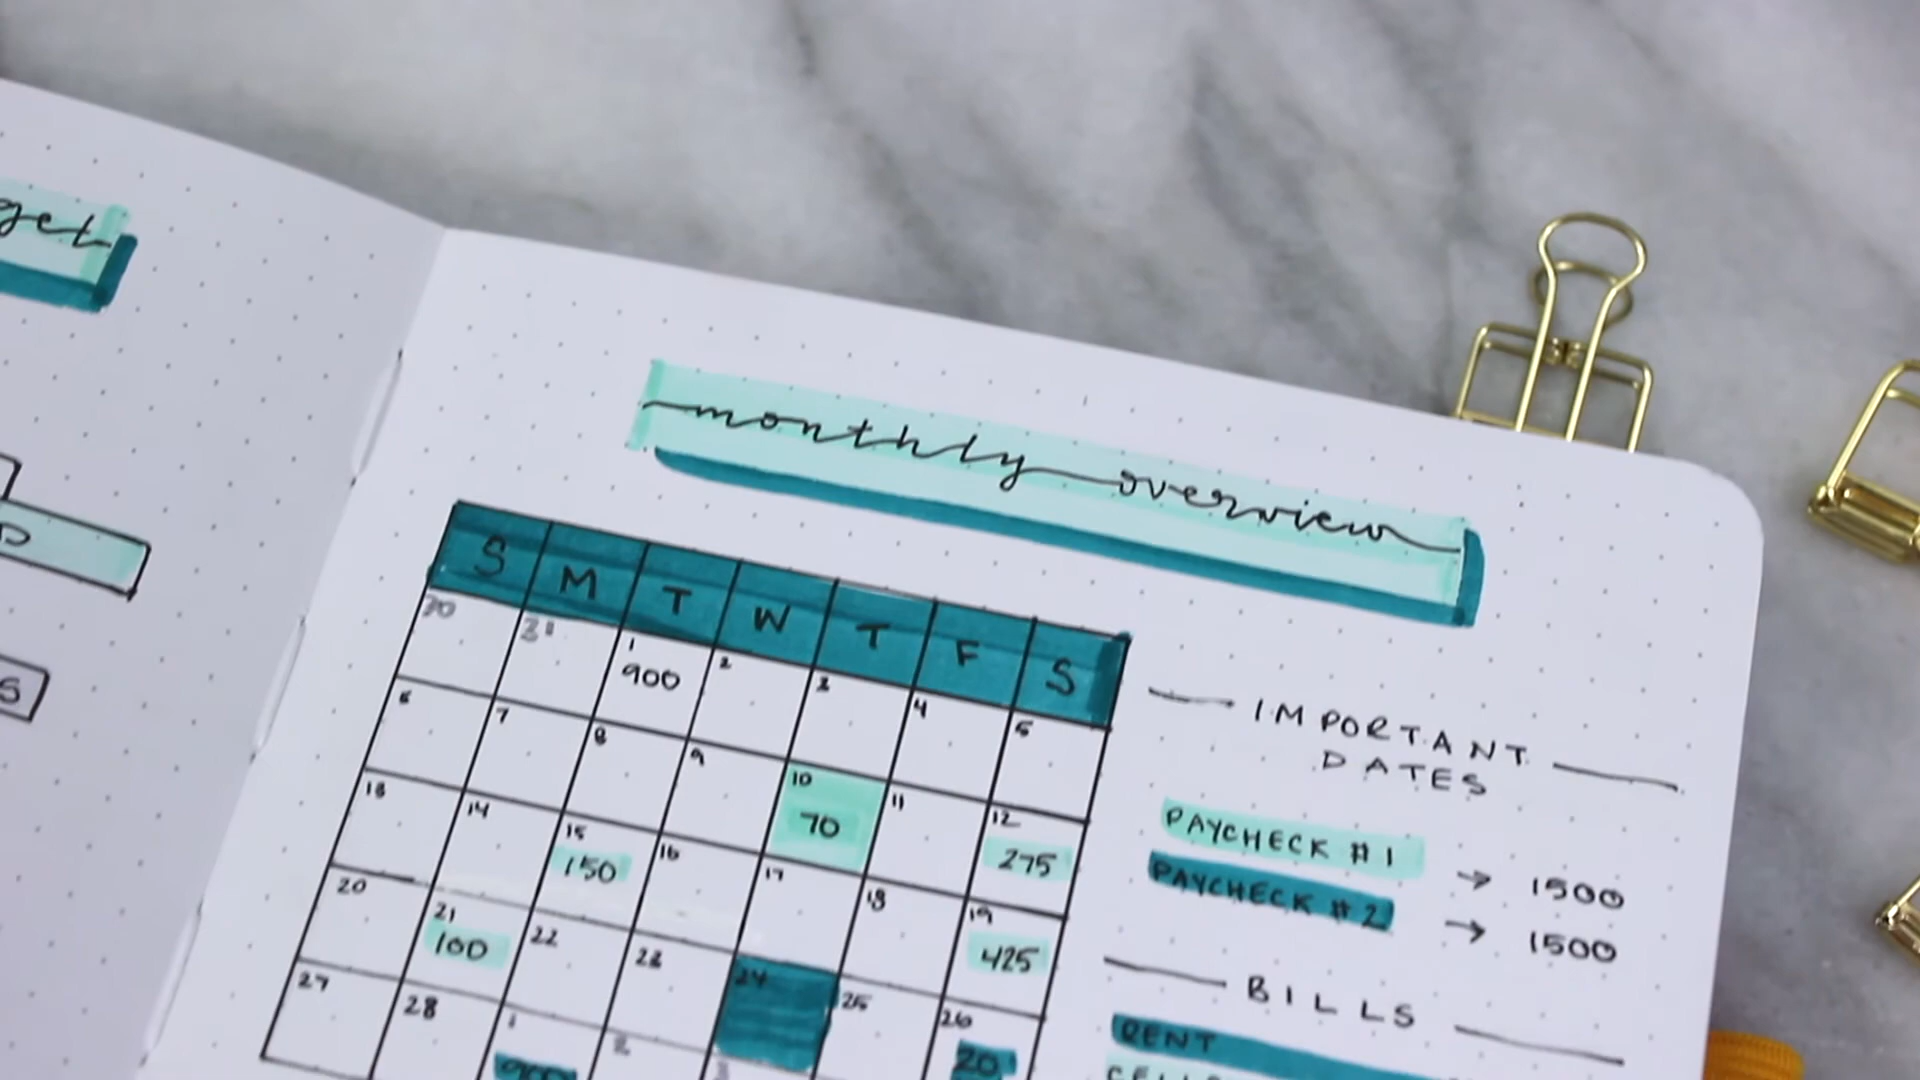 get
D
S
monthly overview
S M T W T F S
30 31 1 2 3 4 5
900
6 7 8 9 10 11 12
70 275
13 14 15 16 17 18 19
150 425
20 21 22 23 24 25 26
100 20
27 28 1 2 3
900
IMPORTANT
DATES
PAYCHECK #1 → 1500
PAYCHECK #2 → 1500
BILLS
RENT